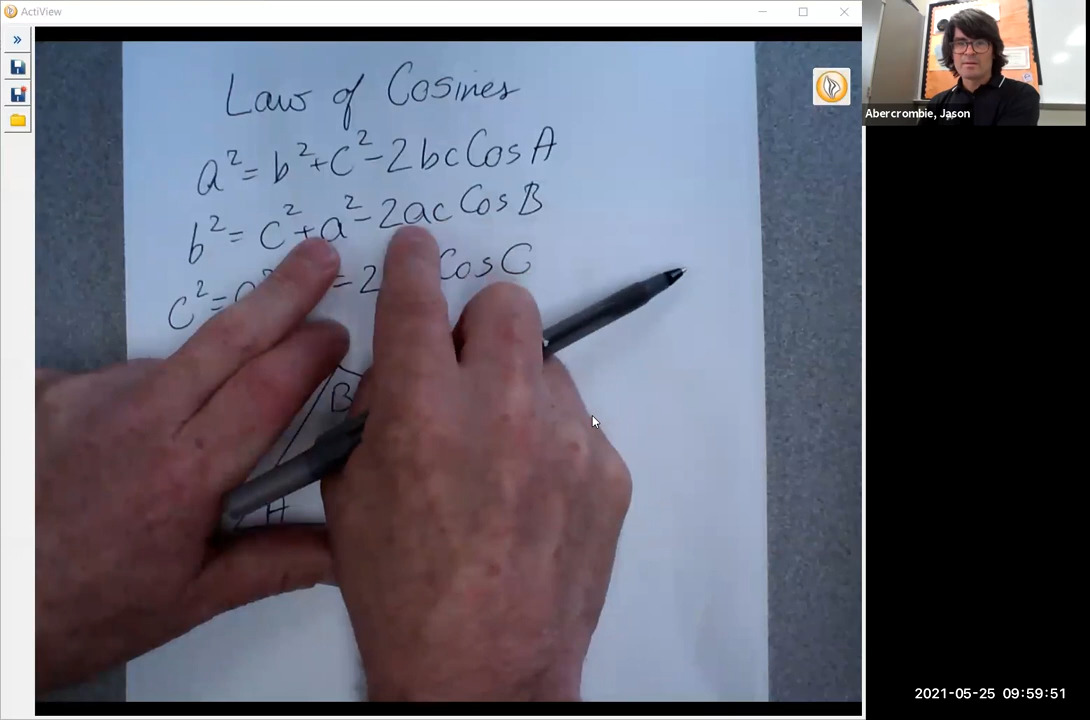 ActiView
Law of Cosines
a² = b² + c² - 2bc Cos A
b² = c² + a² - 2ac Cos B
c² = - 2 Cos C
B
A
Abercrombie, Jason
2021-05-25 09:59:51